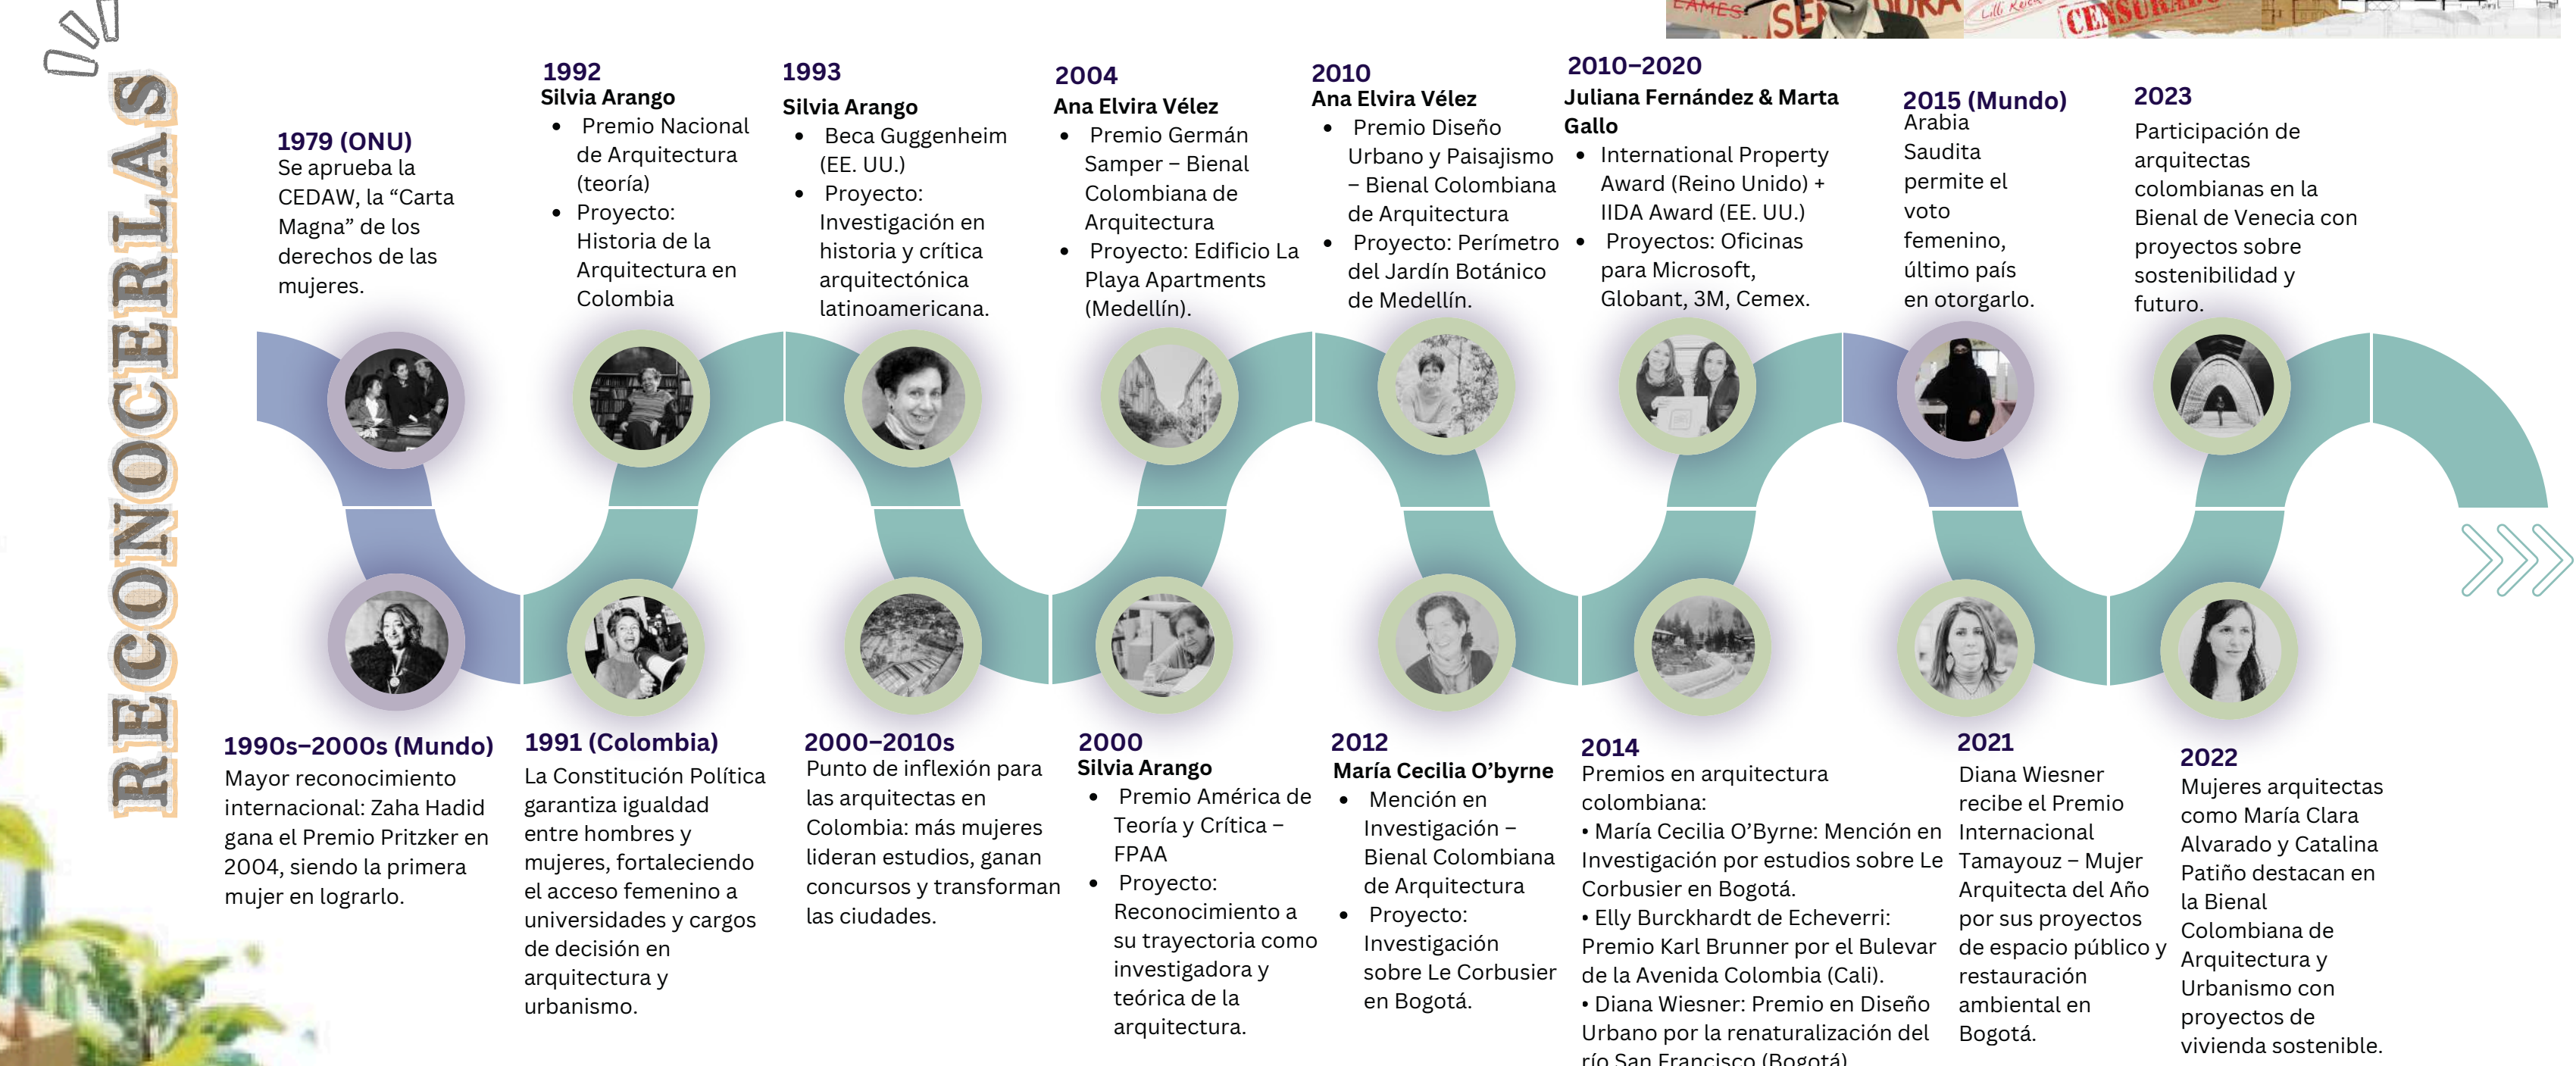 EAMES
SEN
DURA
Lilli Reich
CENSURADO
RECONOCERLAS
1979 (ONU)
Se aprueba la
CEDAW, la “Carta
Magna” de los
derechos de las
mujeres.
1990s–2000s (Mundo)
Mayor reconocimiento
internacional: Zaha Hadid
gana el Premio Pritzker en
2004, siendo la primera
mujer en lograrlo.
1991 (Colombia)
La Constitución Política
garantiza igualdad
entre hombres y
mujeres, fortaleciendo
el acceso femenino a
universidades y cargos
de decisión en
arquitectura y
urbanismo.
1992
Silvia Arango
• Premio Nacional
de Arquitectura
(teoría)
• Proyecto:
Historia de la
Arquitectura en
Colombia
1993
Silvia Arango
• Beca Guggenheim
(EE. UU.)
• Proyecto:
Investigación en
historia y crítica
arquitectónica
latinoamericana.
2000–2010s
Punto de inflexión para
las arquitectas en
Colombia: más mujeres
lideran estudios, ganan
concursos y transforman
las ciudades.
2000
Silvia Arango
• Premio América de
Teoría y Crítica –
FPAA
• Proyecto:
Reconocimiento a
su trayectoria como
investigadora y
teórica de la
arquitectura.
2004
Ana Elvira Vélez
• Premio Germán
Samper – Bienal
Colombiana de
Arquitectura
• Proyecto: Edificio La
Playa Apartments
(Medellín).
2010
Ana Elvira Vélez
• Premio Diseño
Urbano y Paisajismo
– Bienal Colombiana
de Arquitectura
• Proyecto: Perímetro
del Jardín Botánico
de Medellín.
2012
María Cecilia O’byrne
• Mención en
Investigación –
Bienal Colombiana
de Arquitectura
• Proyecto:
Investigación
sobre Le Corbusier
en Bogotá.
2014
Premios en arquitectura
colombiana:
• María Cecilia O’Byrne: Mención en
Investigación por estudios sobre Le
Corbusier en Bogotá.
• Elly Burckhardt de Echeverri:
Premio Karl Brunner por el Bulevar
de la Avenida Colombia (Cali).
• Diana Wiesner: Premio en Diseño
Urbano por la renaturalización del
río San Francisco (Bogotá)
2010–2020
Juliana Fernández & Marta
Gallo
• International Property
Award (Reino Unido) +
IIDA Award (EE. UU.)
• Proyectos: Oficinas
para Microsoft,
Globant, 3M, Cemex.
2015 (Mundo)
Arabia
Saudita
permite el
voto
femenino,
último país
en otorgarlo.
2021
Diana Wiesner
recibe el Premio
Internacional
Tamayouz – Mujer
Arquitecta del Año
por sus proyectos
de espacio público y
restauración
ambiental en
Bogotá.
2022
Mujeres arquitectas
como María Clara
Alvarado y Catalina
Patiño destacan en
la Bienal
Colombiana de
Arquitectura y
Urbanismo con
proyectos de
vivienda sostenible.
2023
Participación de
arquitectas
colombianas en la
Bienal de Venecia con
proyectos sobre
sostenibilidad y
futuro.